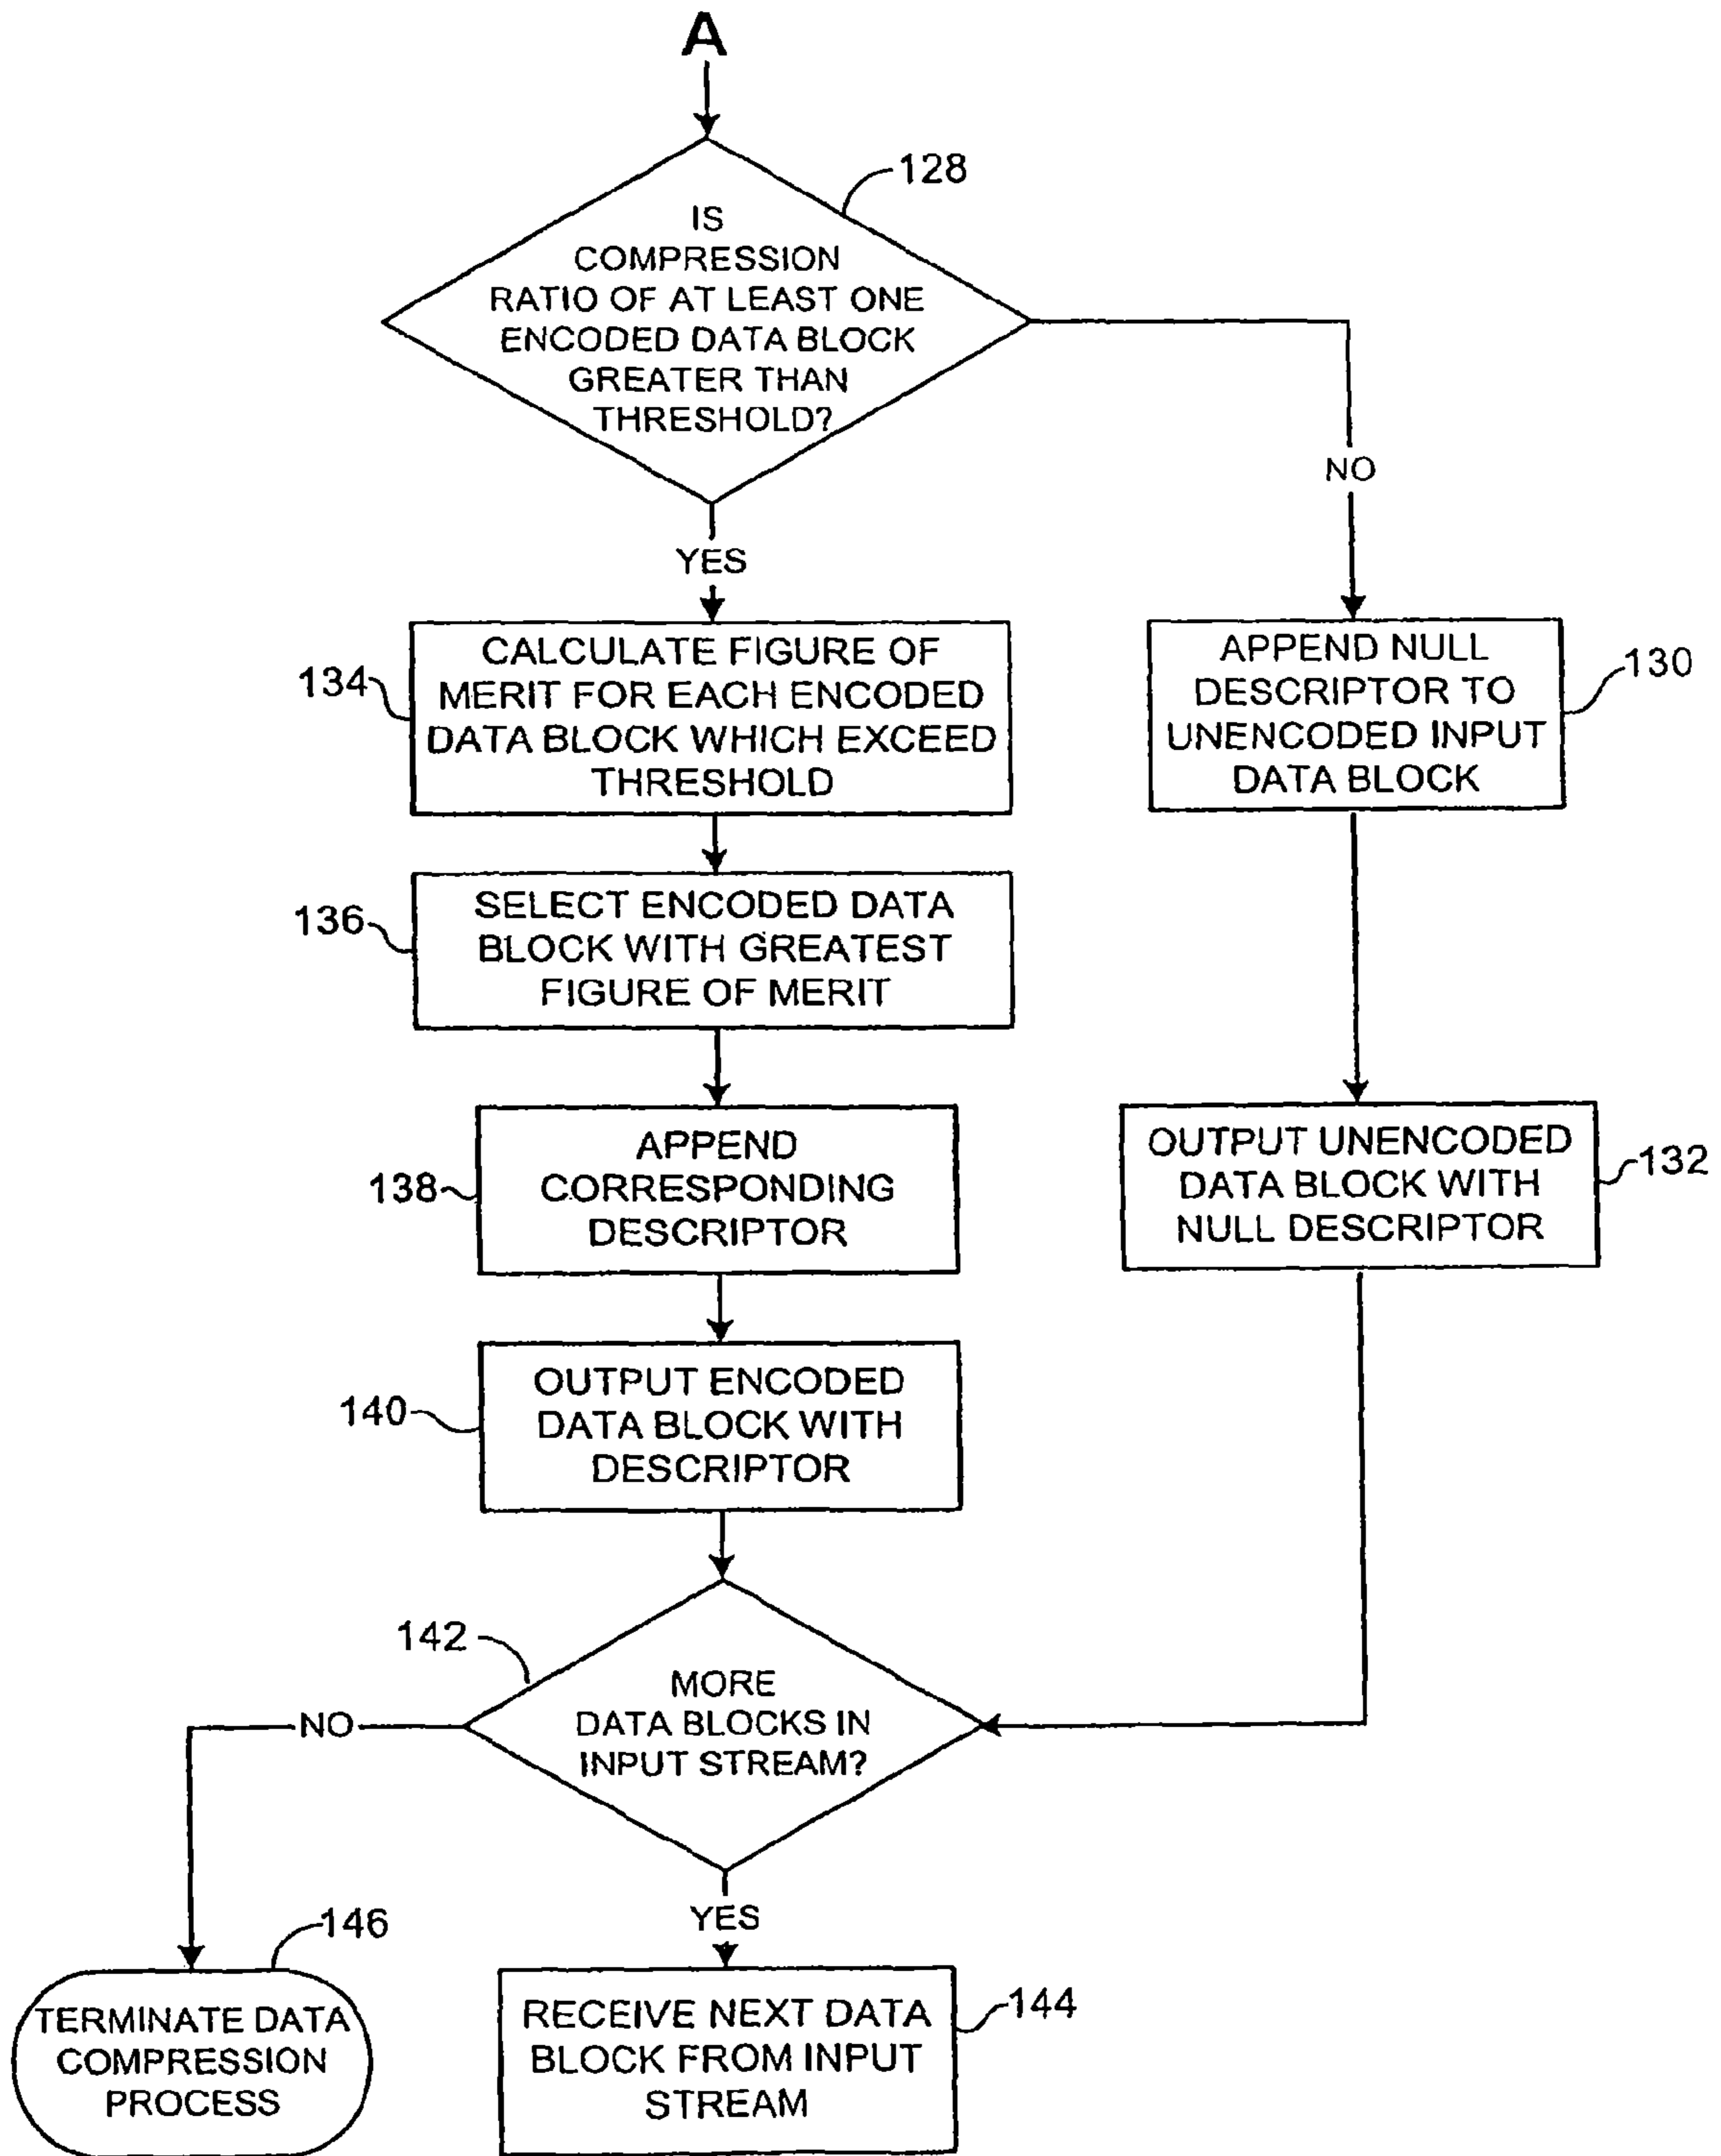 A
128
IS
COMPRESSION
RATIO OF AT LEAST ONE
ENCODED DATA BLOCK
GREATER THAN
THRESHOLD?
NO
YES
134
CALCULATE FIGURE OF
MERIT FOR EACH ENCODED
DATA BLOCK WHICH EXCEED
THRESHOLD
APPEND NULL
DESCRIPTOR TO
UNENCODED INPUT
DATA BLOCK
130
136
SELECT ENCODED DATA
BLOCK WITH GREATEST
FIGURE OF MERIT
138
APPEND
CORRESPONDING
DESCRIPTOR
OUTPUT UNENCODED
DATA BLOCK WITH
NULL DESCRIPTOR
132
140
OUTPUT ENCODED
DATA BLOCK WITH
DESCRIPTOR
142
MORE
DATA BLOCKS IN
INPUT STREAM?
NO
YES
146
TERMINATE DATA
COMPRESSION
PROCESS
RECEIVE NEXT DATA
BLOCK FROM INPUT
STREAM
144